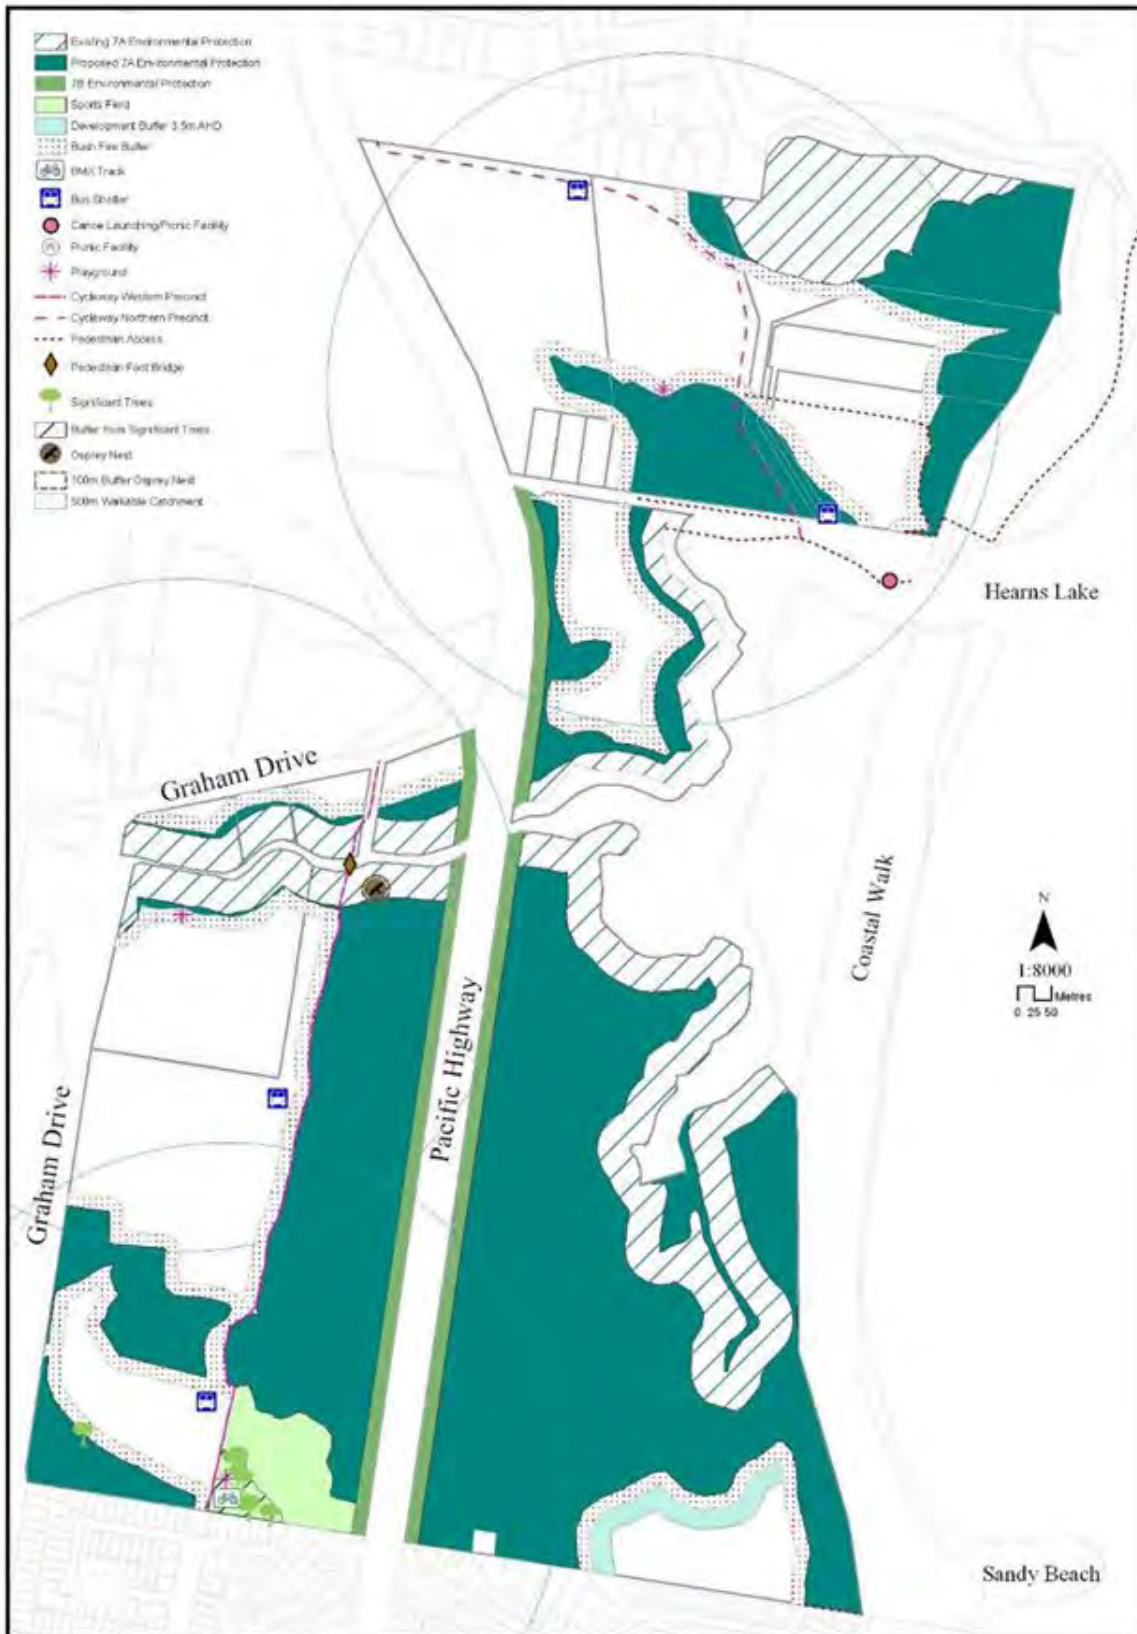 Existing 7A Environmental Protection
Proposed 7A Environmental Protection
7B Environmental Protection
Sports Field
Development Buffer 3.5m AHD
Bush Fire Buffer
BMX Track
Bus Shelter
Canoe Launching/Picnic Facility
Picnic Facility
Playground
Cycleway Western Precinct
Cycleway Northern Precinct
Pedestrian Access
Pedestrian Foot Bridge
Significant Trees
Buffer from Significant Trees
Osprey Nest
100m Buffer Osprey Nest
500m Walkable Catchment
Hearns Lake
Graham Drive
Coastal Walk
N
1:8000
Metres
0 25 50
Pacific Highway
Graham Drive
Sandy Beach